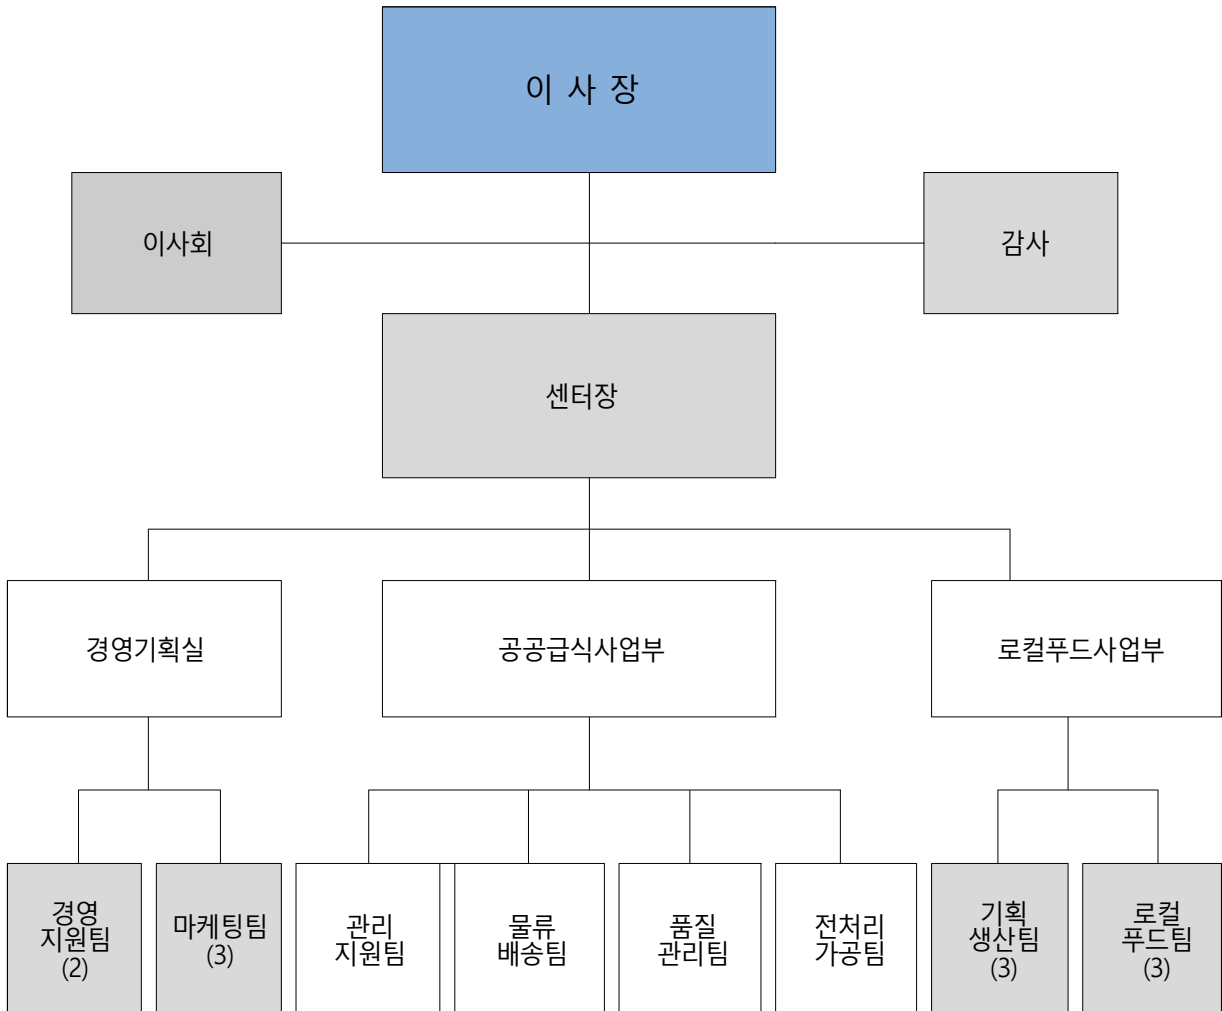 이 사 장
이사회
감사
센터장
경영기획실
공공급식사업부
로컬푸드사업부
경영
지원팀
(2)
마케팅팀
(3)
관리
지원팀
물류
배송팀
품질
관리팀
전처리
가공팀
기획
생산팀
(3)
로컬
푸드팀
(3)